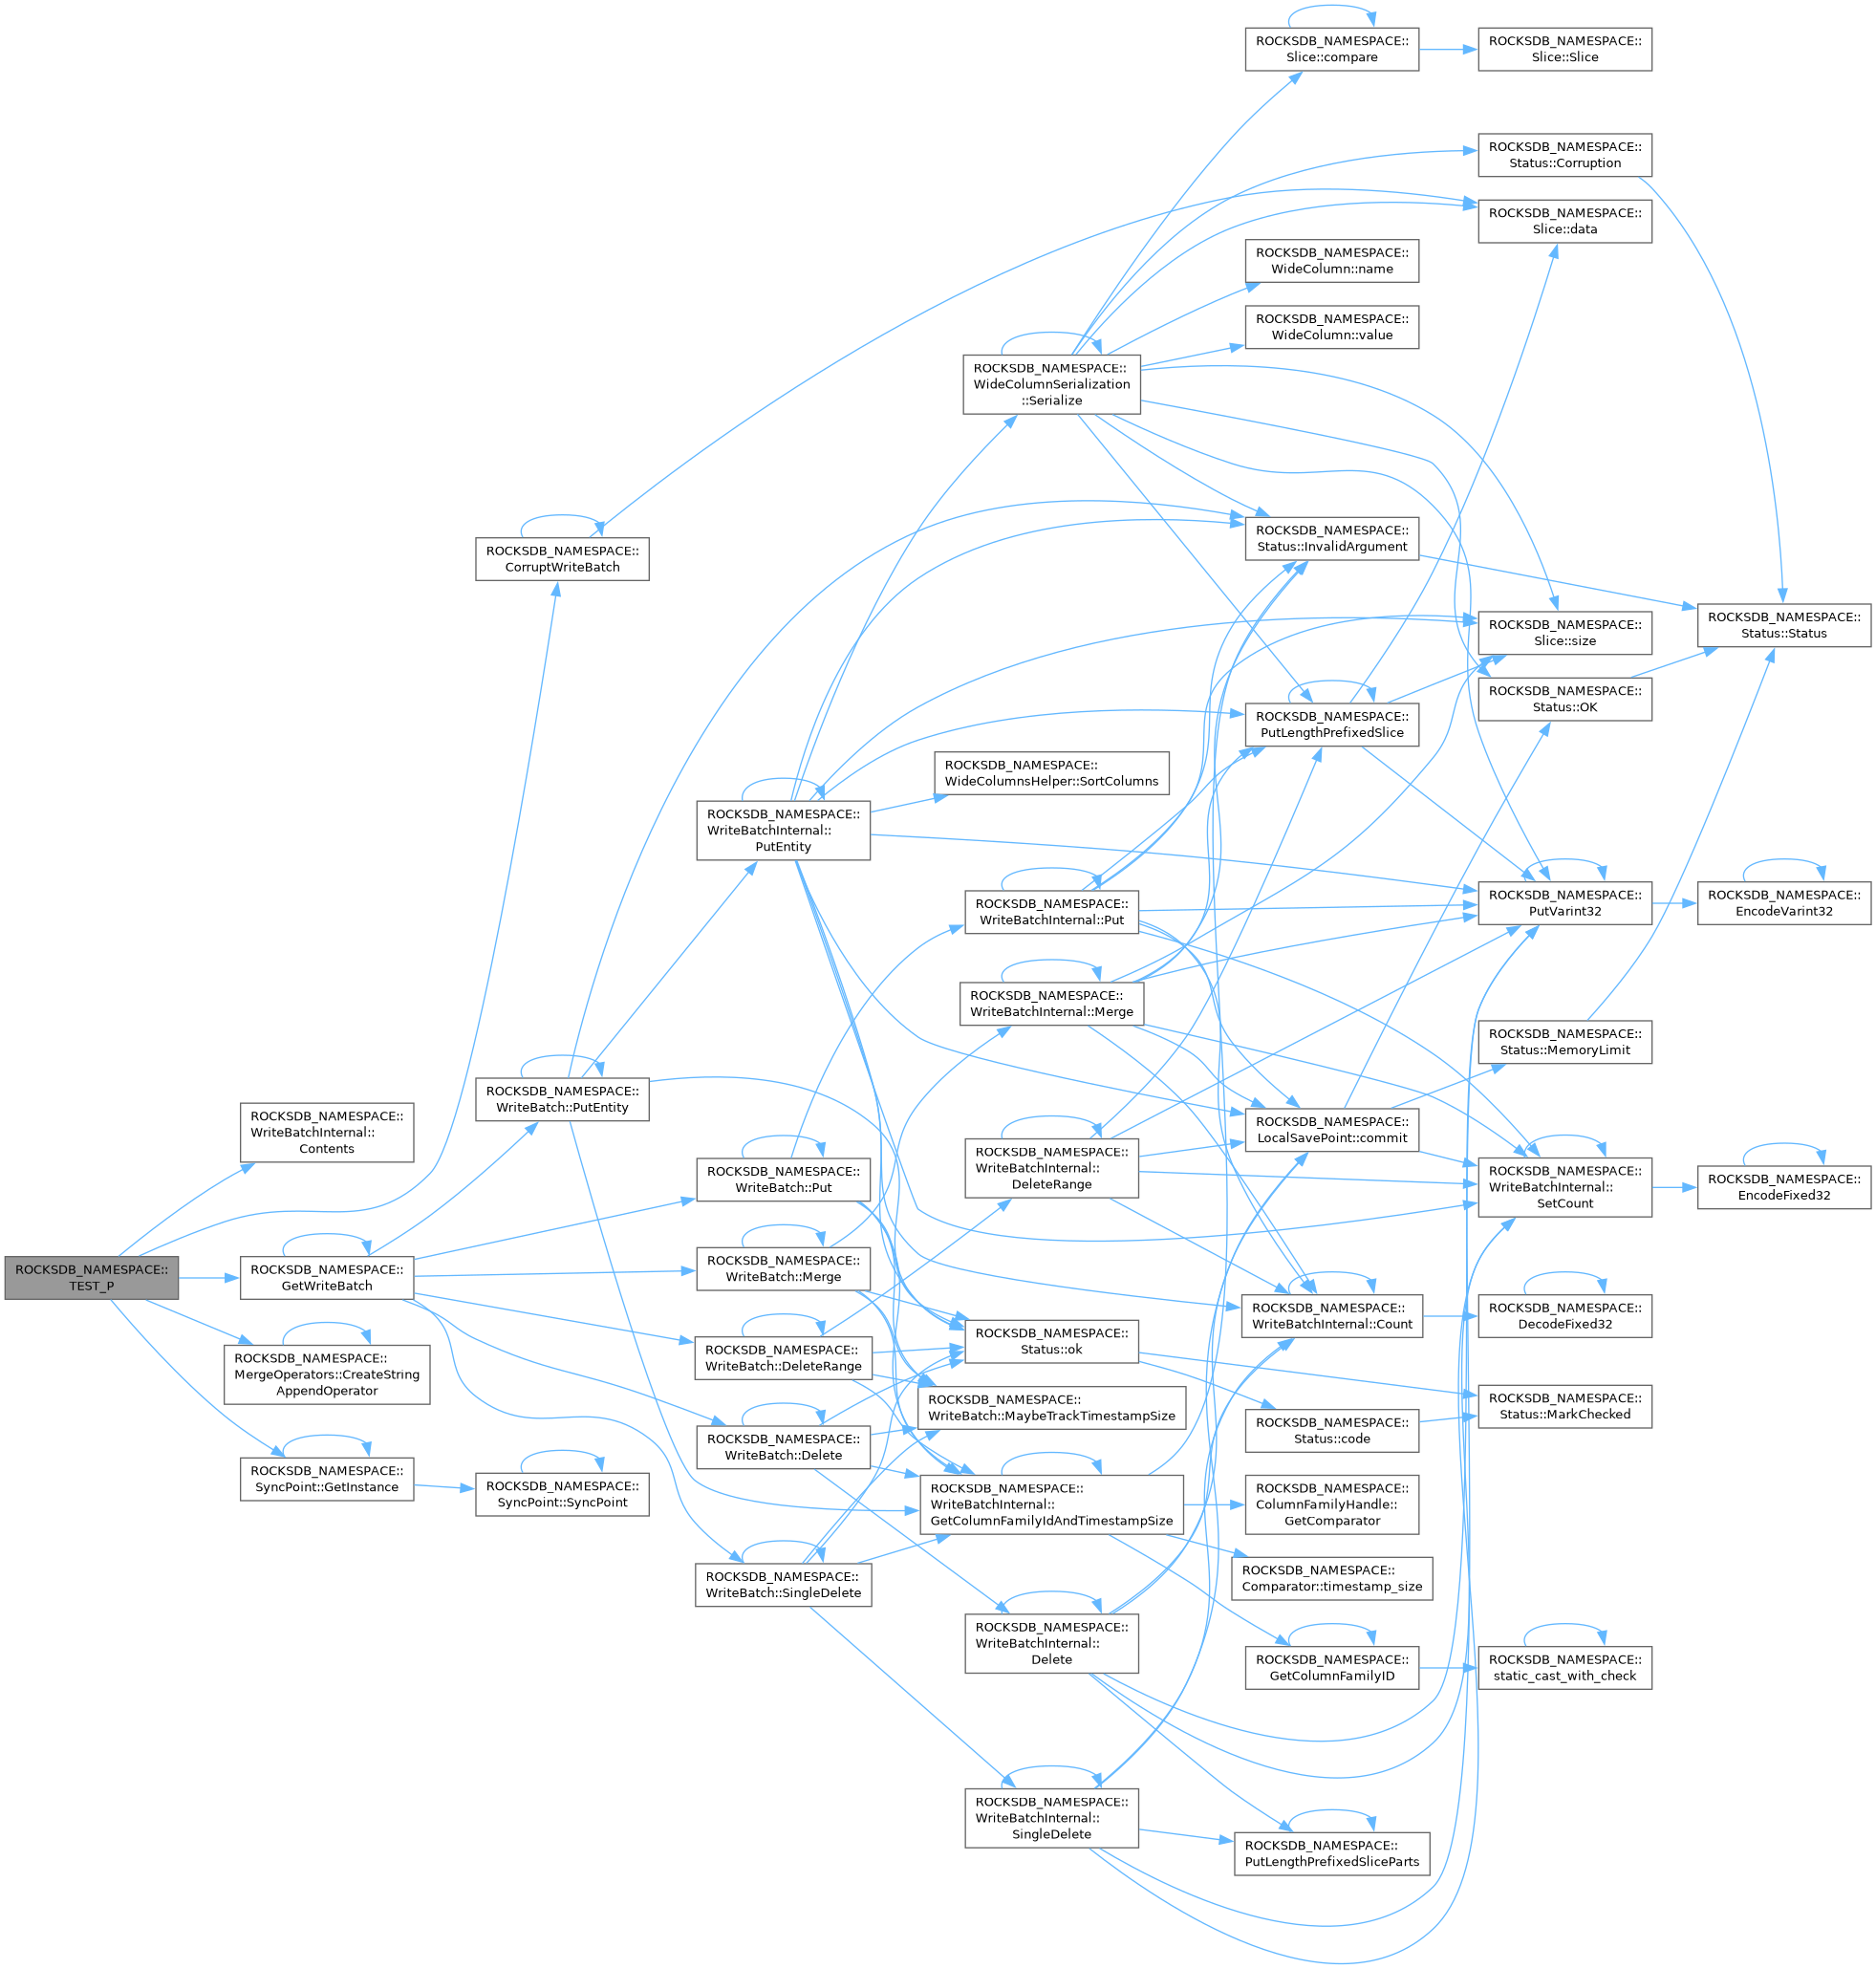 ROCKSDB_NAMESPACE::
TEST_P
ROCKSDB_NAMESPACE::
WriteBatchInternal::
Contents
ROCKSDB_NAMESPACE::
GetWriteBatch
ROCKSDB_NAMESPACE::
MergeOperators::CreateString
AppendOperator
ROCKSDB_NAMESPACE::
SyncPoint::GetInstance
ROCKSDB_NAMESPACE::
CorruptWriteBatch
ROCKSDB_NAMESPACE::
WriteBatch::PutEntity
ROCKSDB_NAMESPACE::
SyncPoint::SyncPoint
ROCKSDB_NAMESPACE::
WriteBatchInternal::
PutEntity
ROCKSDB_NAMESPACE::
WriteBatch::Put
ROCKSDB_NAMESPACE::
WriteBatch::Merge
ROCKSDB_NAMESPACE::
WriteBatch::DeleteRange
ROCKSDB_NAMESPACE::
WriteBatch::Delete
ROCKSDB_NAMESPACE::
WriteBatch::SingleDelete
ROCKSDB_NAMESPACE::
WideColumnSerialization
::Serialize
ROCKSDB_NAMESPACE::
WideColumnsHelper::SortColumns
ROCKSDB_NAMESPACE::
WriteBatchInternal::Put
ROCKSDB_NAMESPACE::
WriteBatchInternal::Merge
ROCKSDB_NAMESPACE::
WriteBatchInternal::
DeleteRange
ROCKSDB_NAMESPACE::
Status::ok
ROCKSDB_NAMESPACE::
WriteBatch::MaybeTrackTimestampSize
ROCKSDB_NAMESPACE::
WriteBatchInternal::
GetColumnFamilyIdAndTimestampSize
ROCKSDB_NAMESPACE::
WriteBatchInternal::
Delete
ROCKSDB_NAMESPACE::
WriteBatchInternal::
SingleDelete
ROCKSDB_NAMESPACE::
Slice::compare
ROCKSDB_NAMESPACE::
WideColumn::name
ROCKSDB_NAMESPACE::
WideColumn::value
ROCKSDB_NAMESPACE::
Status::InvalidArgument
ROCKSDB_NAMESPACE::
PutLengthPrefixedSlice
ROCKSDB_NAMESPACE::
LocalSavePoint::commit
ROCKSDB_NAMESPACE::
WriteBatchInternal::Count
ROCKSDB_NAMESPACE::
Status::code
ROCKSDB_NAMESPACE::
ColumnFamilyHandle::
GetComparator
ROCKSDB_NAMESPACE::
Comparator::timestamp_size
ROCKSDB_NAMESPACE::
GetColumnFamilyID
ROCKSDB_NAMESPACE::
PutLengthPrefixedSliceParts
ROCKSDB_NAMESPACE::
Slice::Slice
ROCKSDB_NAMESPACE::
Status::Corruption
ROCKSDB_NAMESPACE::
Slice::data
ROCKSDB_NAMESPACE::
Slice::size
ROCKSDB_NAMESPACE::
Status::OK
ROCKSDB_NAMESPACE::
PutVarint32
ROCKSDB_NAMESPACE::
Status::MemoryLimit
ROCKSDB_NAMESPACE::
WriteBatchInternal::
SetCount
ROCKSDB_NAMESPACE::
DecodeFixed32
ROCKSDB_NAMESPACE::
Status::MarkChecked
ROCKSDB_NAMESPACE::
static_cast_with_check
ROCKSDB_NAMESPACE::
Status::Status
ROCKSDB_NAMESPACE::
EncodeVarint32
ROCKSDB_NAMESPACE::
EncodeFixed32